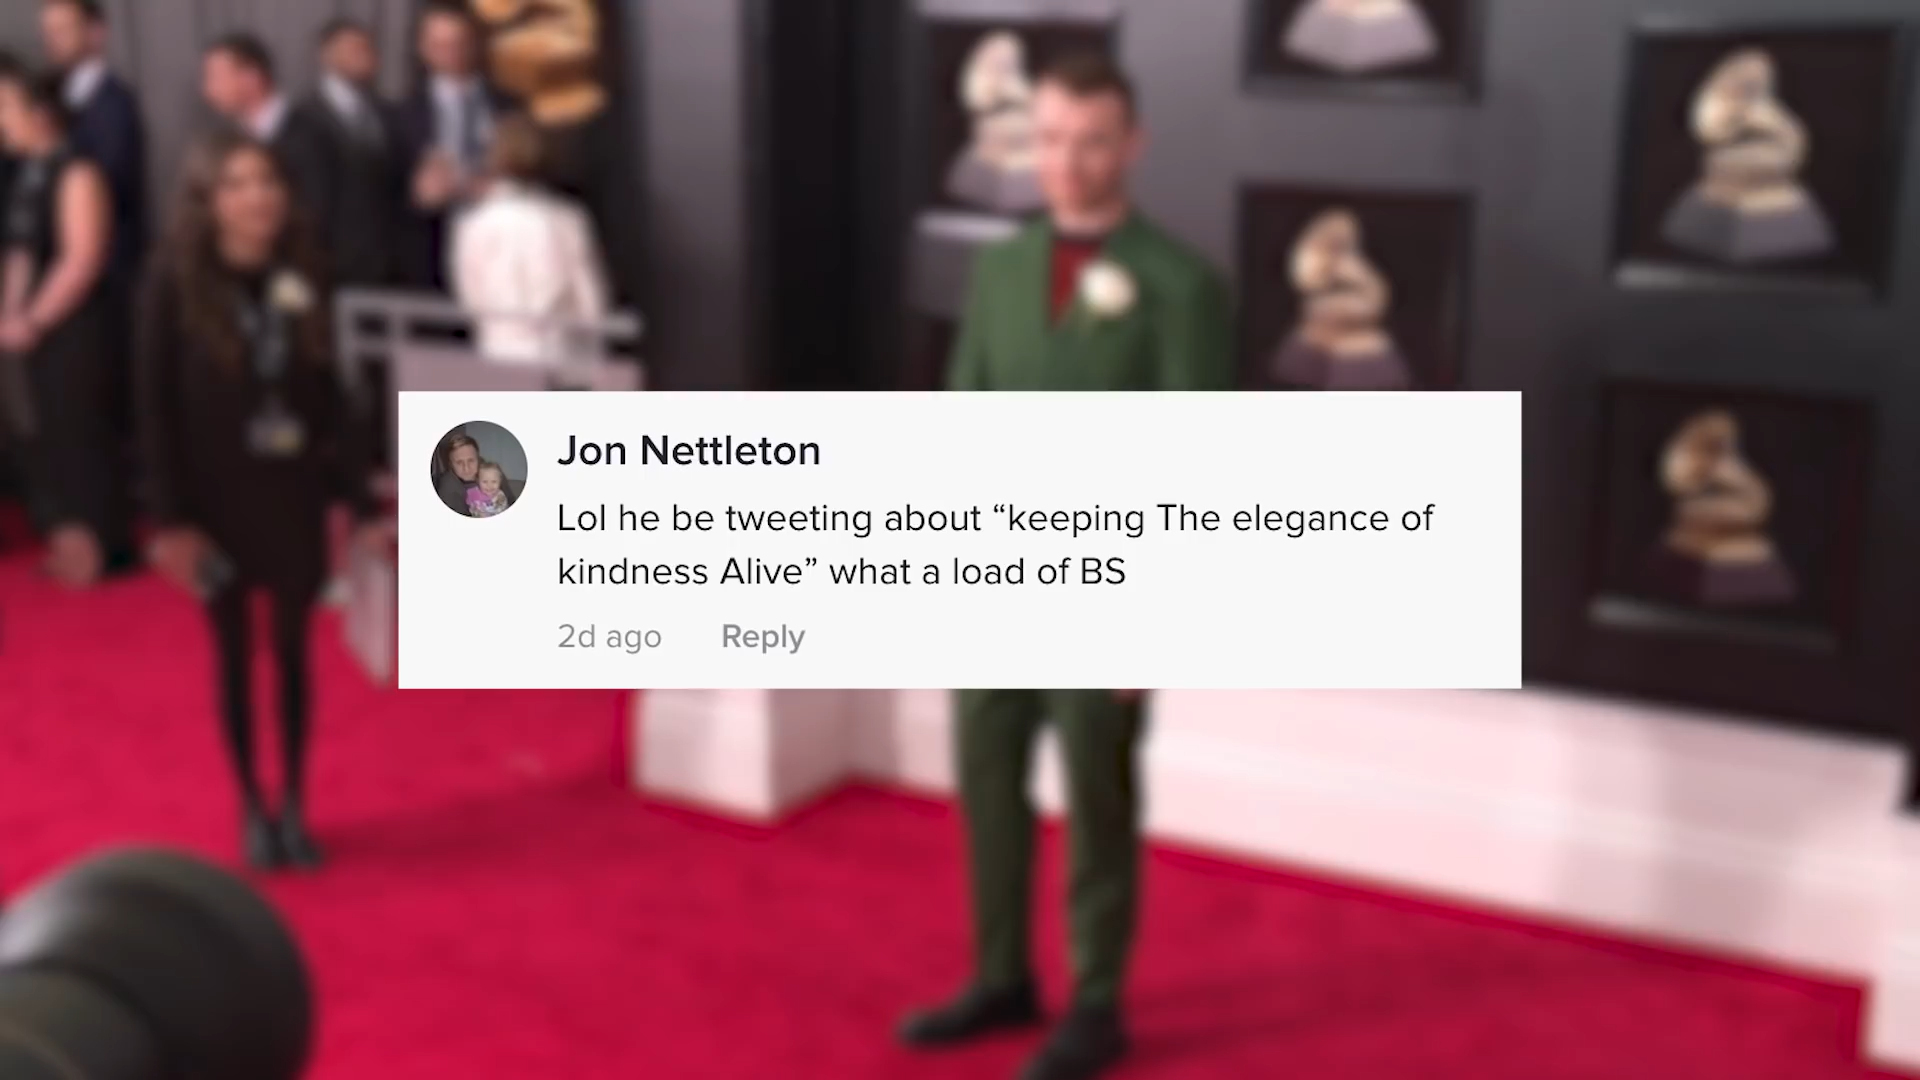 Jon Nettleton
Lol he be tweeting about “keeping The elegance of
kindness Alive” what a load of BS
2d ago Reply